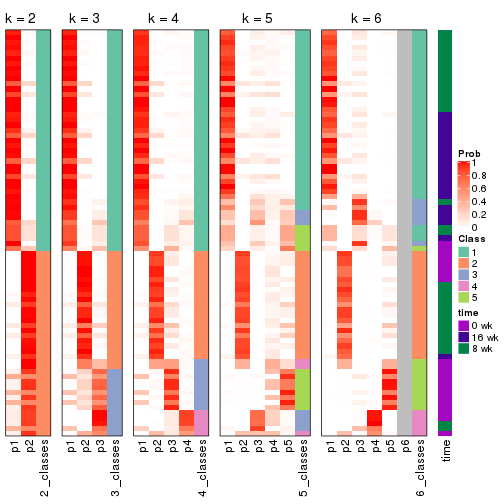 k = 2
k = 3
k = 4
k = 5
k = 6
Prob
1
0.8
0.6
0.4
0.2
0
Class
1
2
3
4
5
time
0 wk
16 wk
8 wk
p1
p2
2_classes
p1
p2
p3
3_classes
p1
p2
p3
p4
4_classes
p1
p2
p3
p4
p5
5_classes
p1
p2
p3
p4
p5
p6
6_classes
time